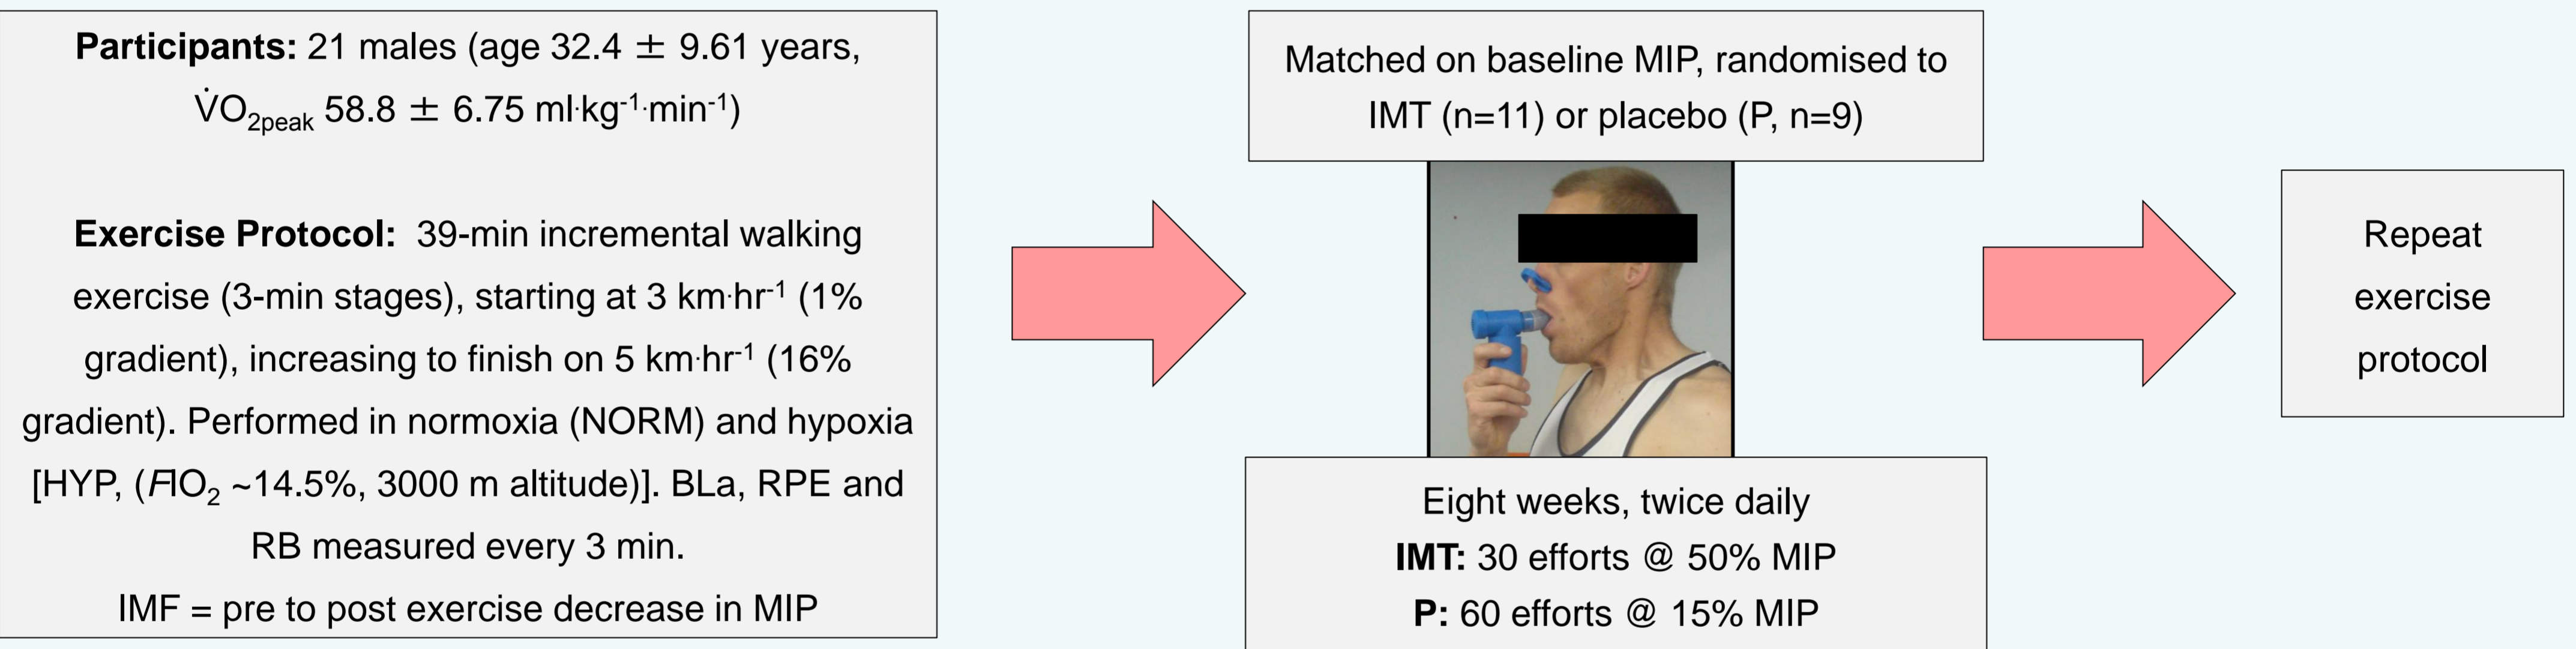 Participants: 21 males (age 32.4 ± 9.61 years,
V̇O2peak 58.8 ± 6.75 ml·kg-1·min-1)
Exercise Protocol: 39-min incremental walking
exercise (3-min stages), starting at 3 km·hr-1 (1%
gradient), increasing to finish on 5 km·hr-1 (16%
gradient). Performed in normoxia (NORM) and hypoxia
[HYP, (FIO2 ~14.5%, 3000 m altitude)]. BLa, RPE and
RB measured every 3 min.
IMF = pre to post exercise decrease in MIP
Matched on baseline MIP, randomised to
IMT (n=11) or placebo (P, n=9)
Eight weeks, twice daily
IMT: 30 efforts @ 50% MIP
P: 60 efforts @ 15% MIP
Repeat
exercise
protocol